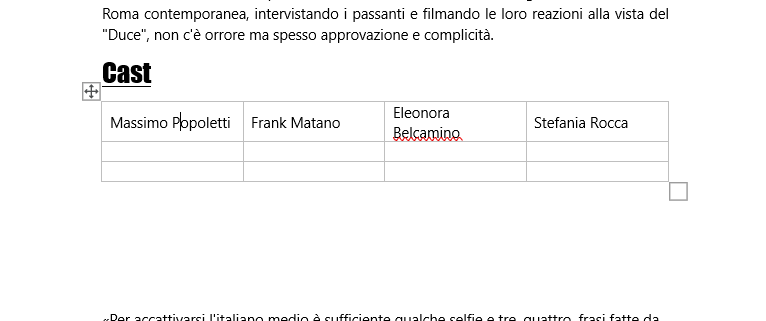 Roma contemporanea, intervistando i passanti e filmando le loro reazioni alla vista del
"Duce", non c'è orrore ma spesso approvazione e complicità.
Cast
Massimo Popoletti
Frank Matano
Eleonora
Belcamino
Stefania Rocca
«Per accattivarsi l'italiano medio è sufficiente qualche selfie e tre, quattro, frasi fatte da